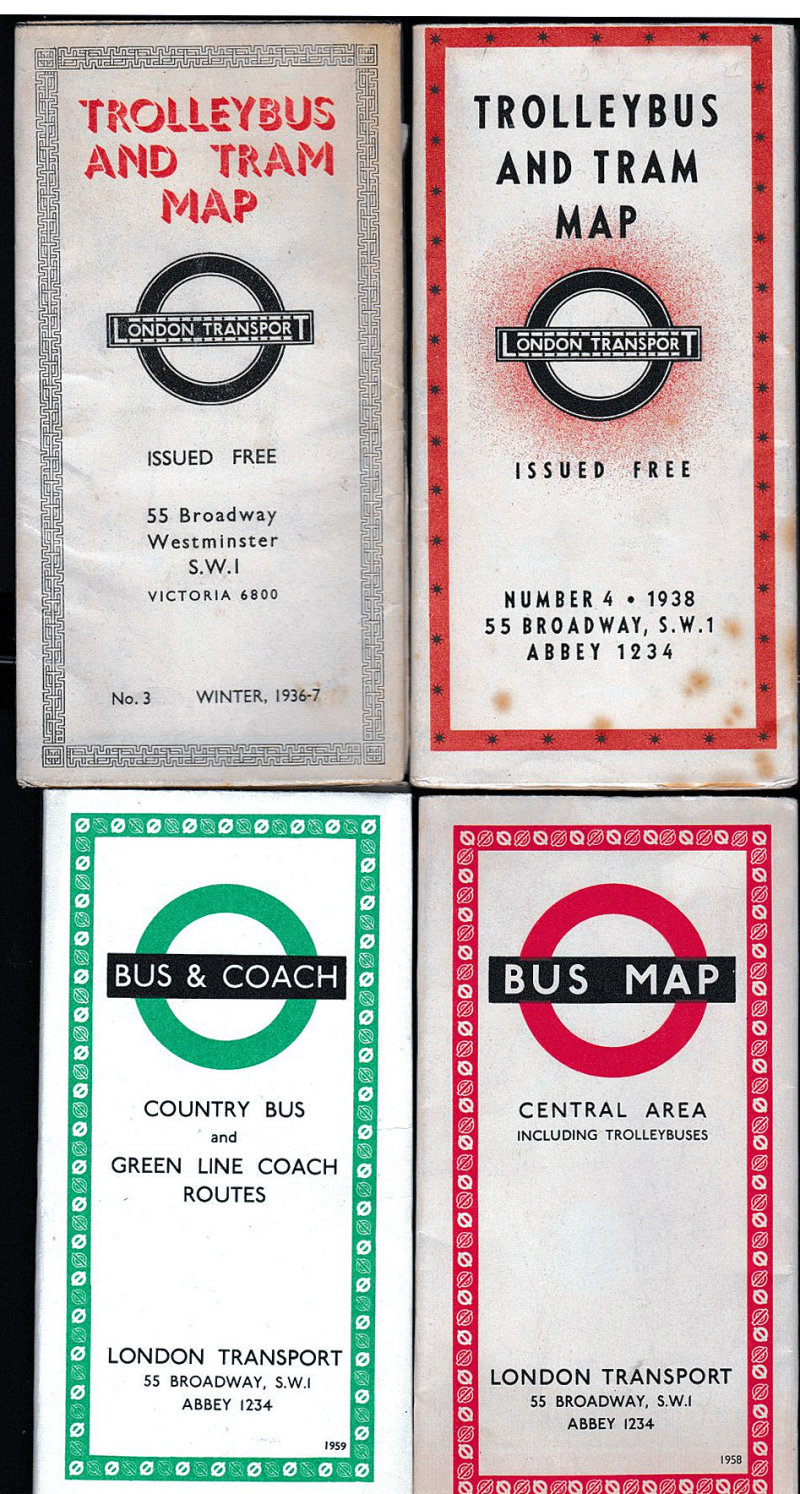 TROLLEYBUS
AND TRAM
MAP
LONDON TRANSPORT
ISSUED FREE
55 Broadway
Westminster
S.W.1
VICTORIA 6800
No. 3 WINTER, 1936-7
TROLLEYBUS
AND TRAM
MAP
LONDON TRANSPORT
ISSUED FREE
NUMBER 4 • 1938
55 BROADWAY, S.W.1
ABBEY 1234
BUS & COACH
COUNTRY BUS
and
GREEN LINE COACH
ROUTES
LONDON TRANSPORT
55 BROADWAY, S.W.1
ABBEY 1234
1959
BUS MAP
CENTRAL AREA
INCLUDING TROLLEYBUSES
LONDON TRANSPORT
55 BROADWAY, S.W.1
ABBEY 1234
1958